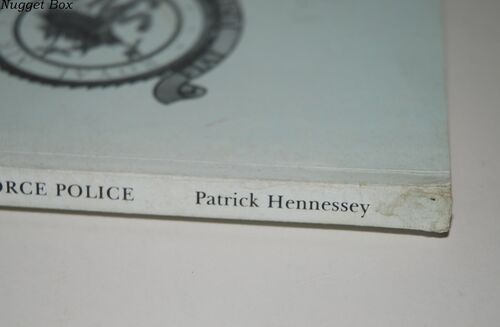 Nugget Box
ORCE POLICE Patrick Hennessey